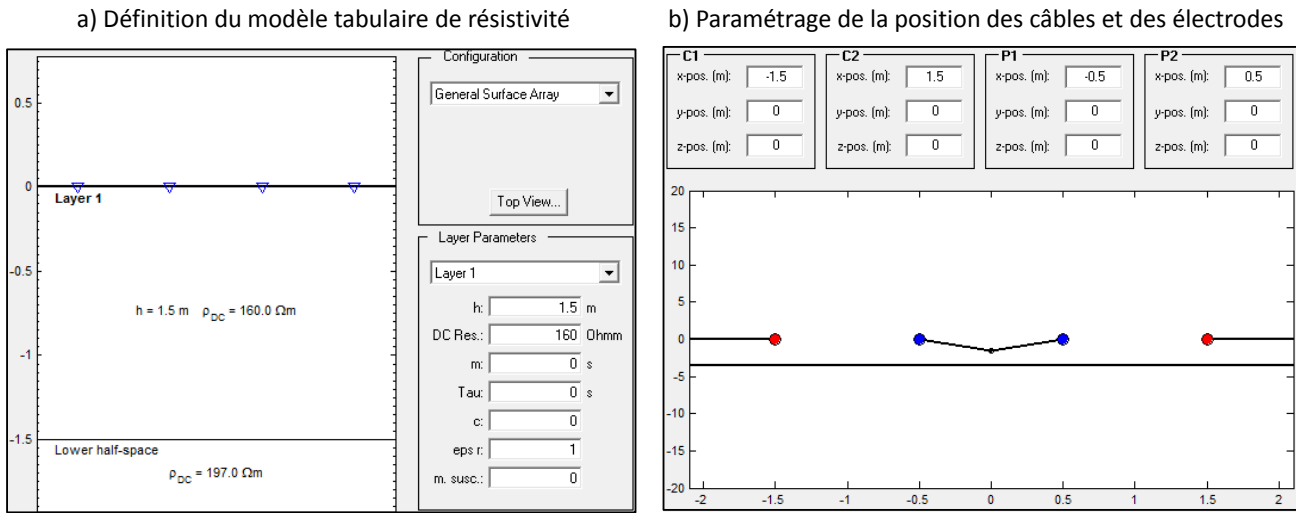 a) Définition du modèle tabulaire de résistivité
0.5
0
-0.5
-1
-1.5
Layer 1
h = 1.5 m ρDC = 160.0 Ωm
Lower half-space
ρDC = 197.0 Ωm
Configuration
General Surface Array
Top View...
Layer Parameters
Layer 1
h: 1.5 m
DC Res.: 160 Ohmm
m: 0 s
Tau: 0 s
c: 0
eps r: 1
m. susc.: 0
b) Paramétrage de la position des câbles et des électrodes
C1
x-pos. (m): -1.5
y-pos. (m): 0
z-pos. (m): 0
C2
x-pos. (m): 1.5
y-pos. (m): 0
z-pos. (m): 0
P1
x-pos. (m): -0.5
y-pos. (m): 0
z-pos. (m): 0
P2
x-pos. (m): 0.5
y-pos. (m): 0
z-pos. (m): 0
20
15
10
5
0
-5
-10
-15
-20
-2 -1.5 -1 -0.5 0 0.5 1 1.5 2